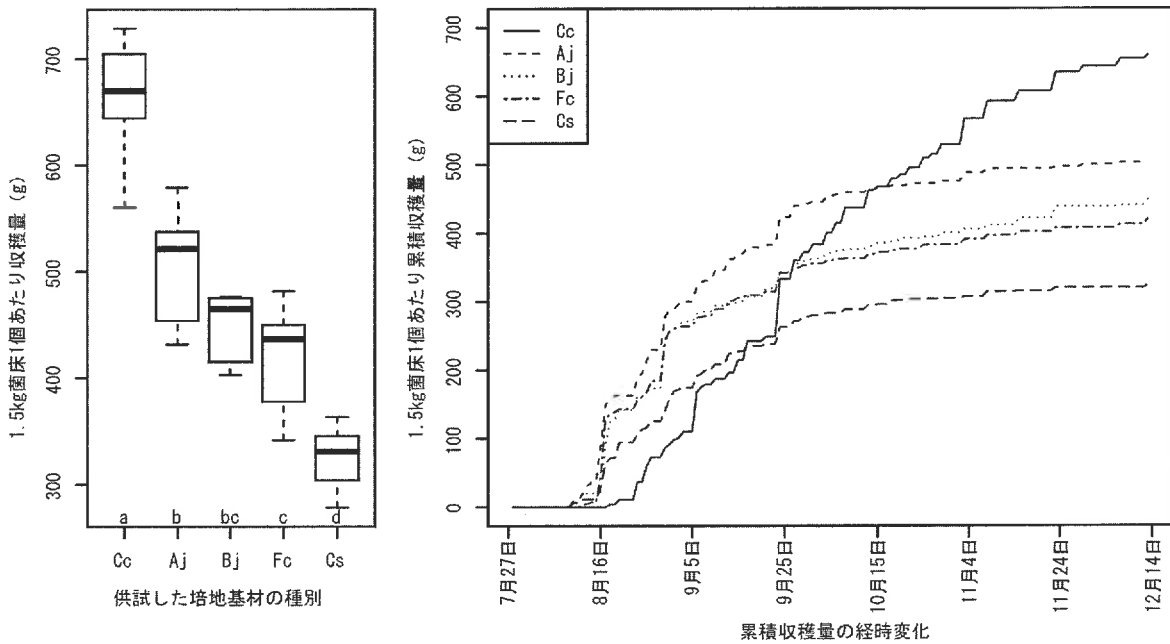 1.5kg菌床1個あたり収穫量 (g)
700
600
500
400
300
a b bc c d
Cc Aj Bj Fc Cs
供試した培地基材の種別
1.5kg菌床1個あたり累積収穫量 (g)
700
600
500
400
300
200
100
0
Cc
Aj
Bj
Fc
Cs
7月27日
8月16日
9月5日
9月25日
10月15日
11月4日
11月24日
12月14日
累積収穫量の経時変化